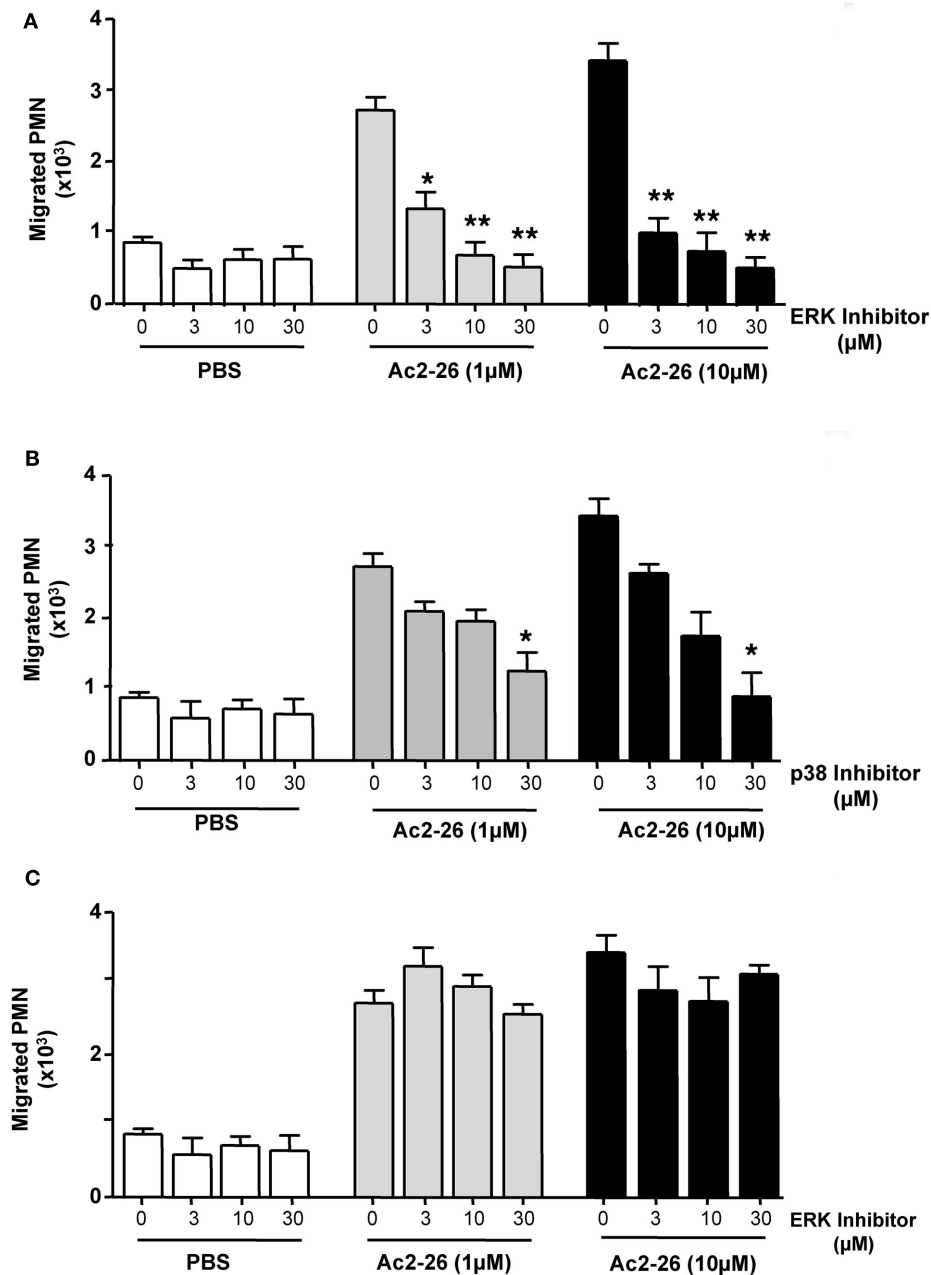 A
4
3
2
1
0
Migrated PMN
(x10³)
*
**
**
**
**
**
0 3 10 30 0 3 10 30 0 3 10 30
ERK Inhibitor
(µM)
PBS
Ac2-26 (1µM)
Ac2-26 (10µM)
B
4
3
2
1
0
Migrated PMN
(x10³)
*
*
0 3 10 30 0 3 10 30 0 3 10 30
p38 Inhibitor
(µM)
PBS
Ac2-26 (1µM)
Ac2-26 (10µM)
C
4
2
0
Migrated PMN
(x10³)
0 3 10 30 0 3 10 30 0 3 10 30
ERK Inhibitor
(µM)
PBS
Ac2-26 (1µM)
Ac2-26 (10µM)